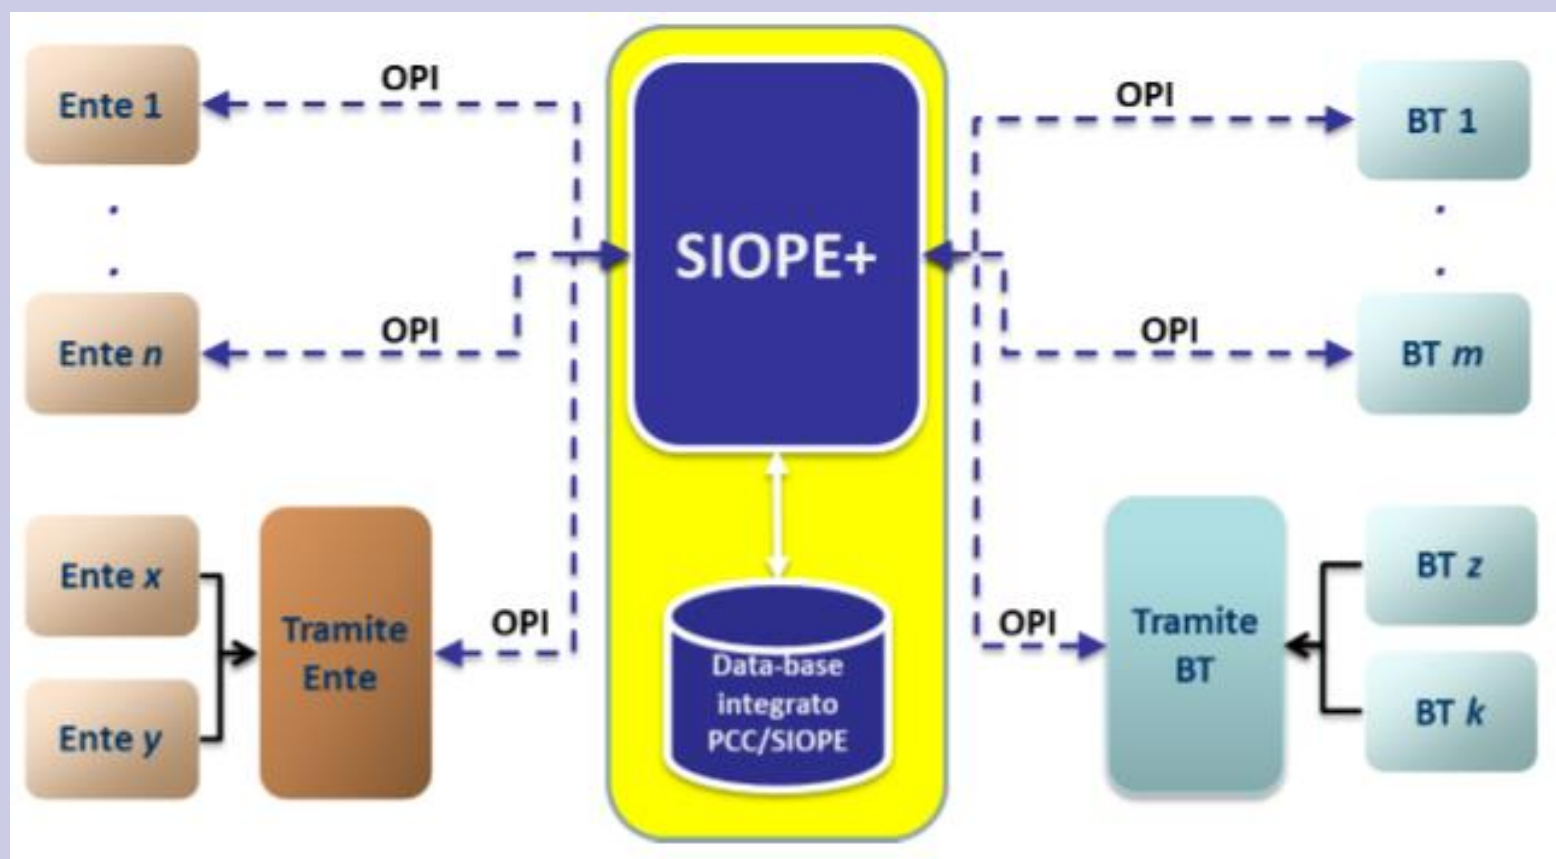 OPI
Ente 1
OPI
BT 1
SIOPE+
OPI
Ente n
OPI
BT m
Ente x
Ente y
Tramite
Ente
OPI
Data-base
integrato
PCC/SIOPE
OPI
Tramite
BT
BT z
BT k